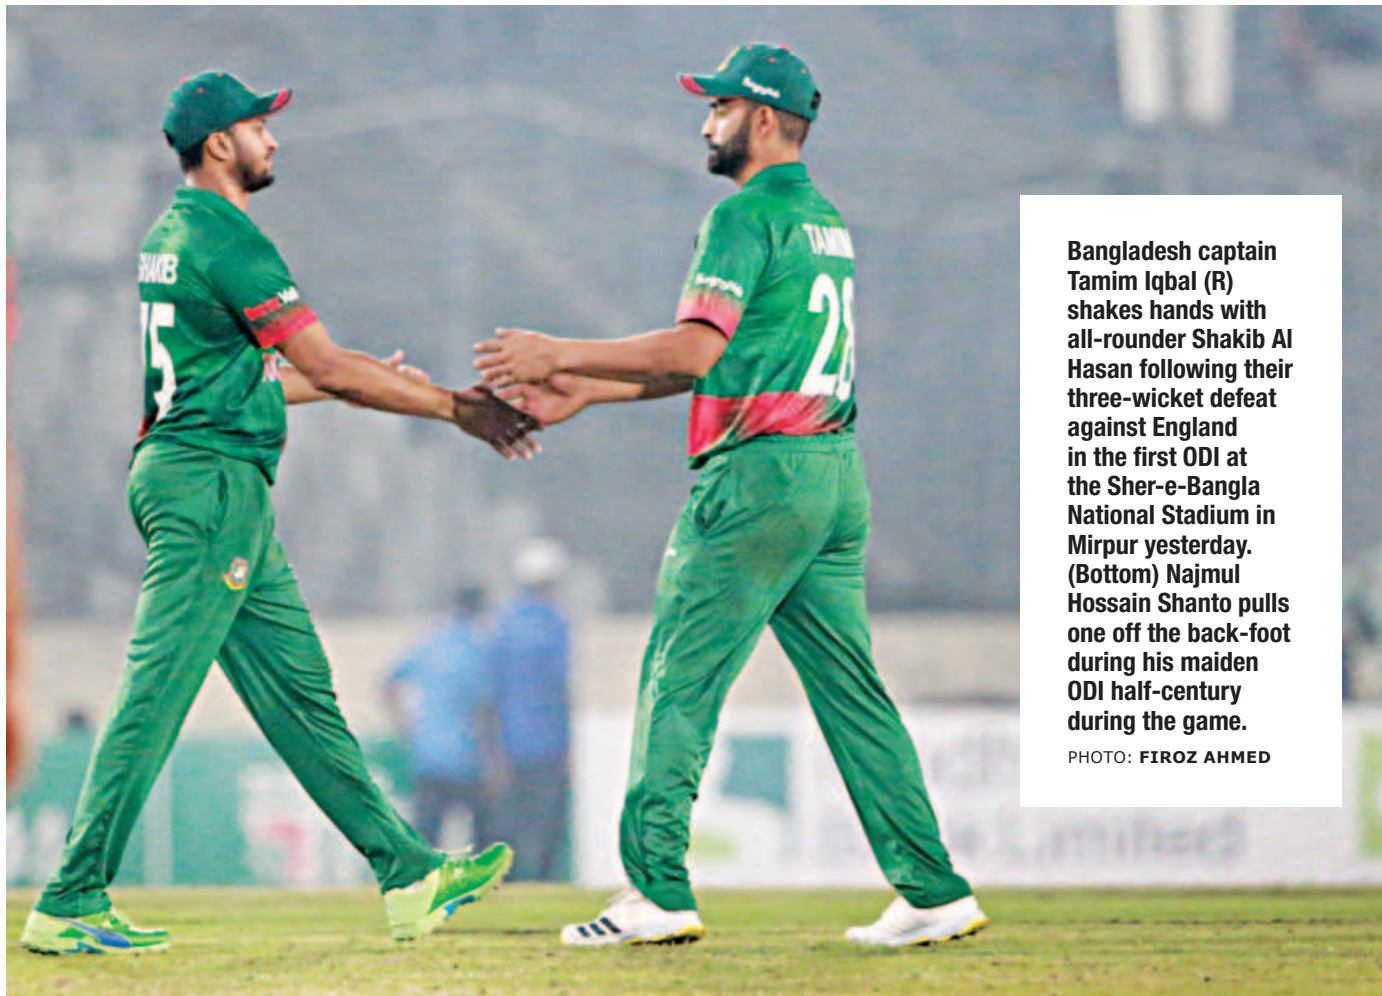 SHAKIB
75
TAMIM
28
Bangladesh captain
Tamim Iqbal (R)
shakes hands with
all-rounder Shakib Al
Hasan following their
three-wicket defeat
against England
in the first ODI at
the Sher-e-Bangla
National Stadium in
Mirpur yesterday.
(Bottom) Najmul
Hossain Shanto pulls
one off the back-foot
during his maiden
ODI half-century
during the game.
PHOTO: FIROZ AHMED
Limited